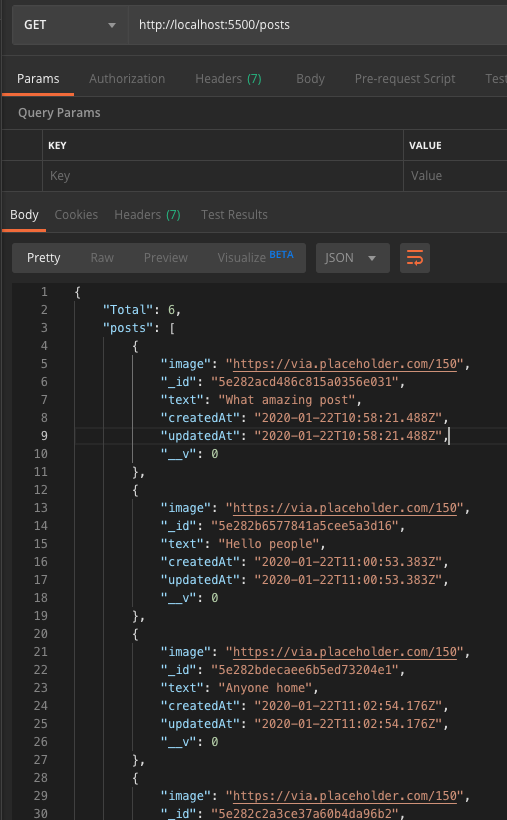 GET http://localhost:5500/posts
Params Authorization Headers (7) Body Pre-request Script Test
Query Params
KEY VALUE
Key Value
Body Cookies Headers (7) Test Results
Pretty Raw Preview Visualize BETA JSON
1 {
2 "Total": 6,
3 "posts": [
4 {
5 "image": "https://via.placeholder.com/150",
6 "_id": "5e282acd486c815a0356e031",
7 "text": "What amazing post",
8 "createdAt": "2020-01-22T10:58:21.488Z",
9 "updatedAt": "2020-01-22T10:58:21.488Z",
10 "__v": 0
11 },
12 {
13 "image": "https://via.placeholder.com/150",
14 "_id": "5e282b6577841a5cee5a3d16",
15 "text": "Hello people",
16 "createdAt": "2020-01-22T11:00:53.383Z",
17 "updatedAt": "2020-01-22T11:00:53.383Z",
18 "__v": 0
19 },
20 {
21 "image": "https://via.placeholder.com/150",
22 "_id": "5e282bdecaee6b5ed73204e1",
23 "text": "Anyone home",
24 "createdAt": "2020-01-22T11:02:54.176Z",
25 "updatedAt": "2020-01-22T11:02:54.176Z",
26 "__v": 0
27 },
28 {
29 "image": "https://via.placeholder.com/150",
30 "_id": "5e282c2a3ce37a60b4da96b2",